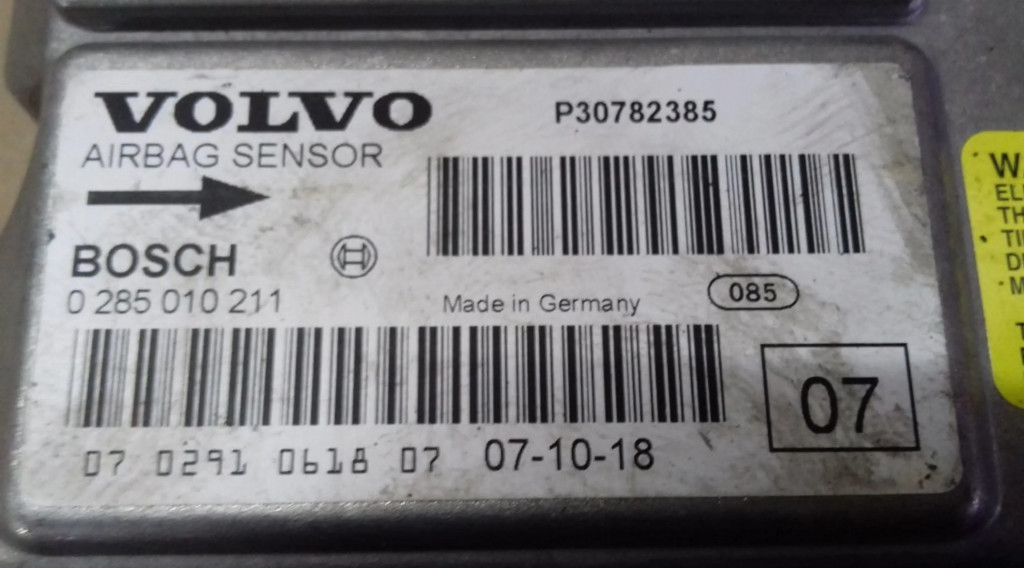 VOLVO
P30782385
AIRBAG SENSOR
BOSCH
0 285 010 211
Made in Germany
085
07
07 0291 0618 07 07-10-18